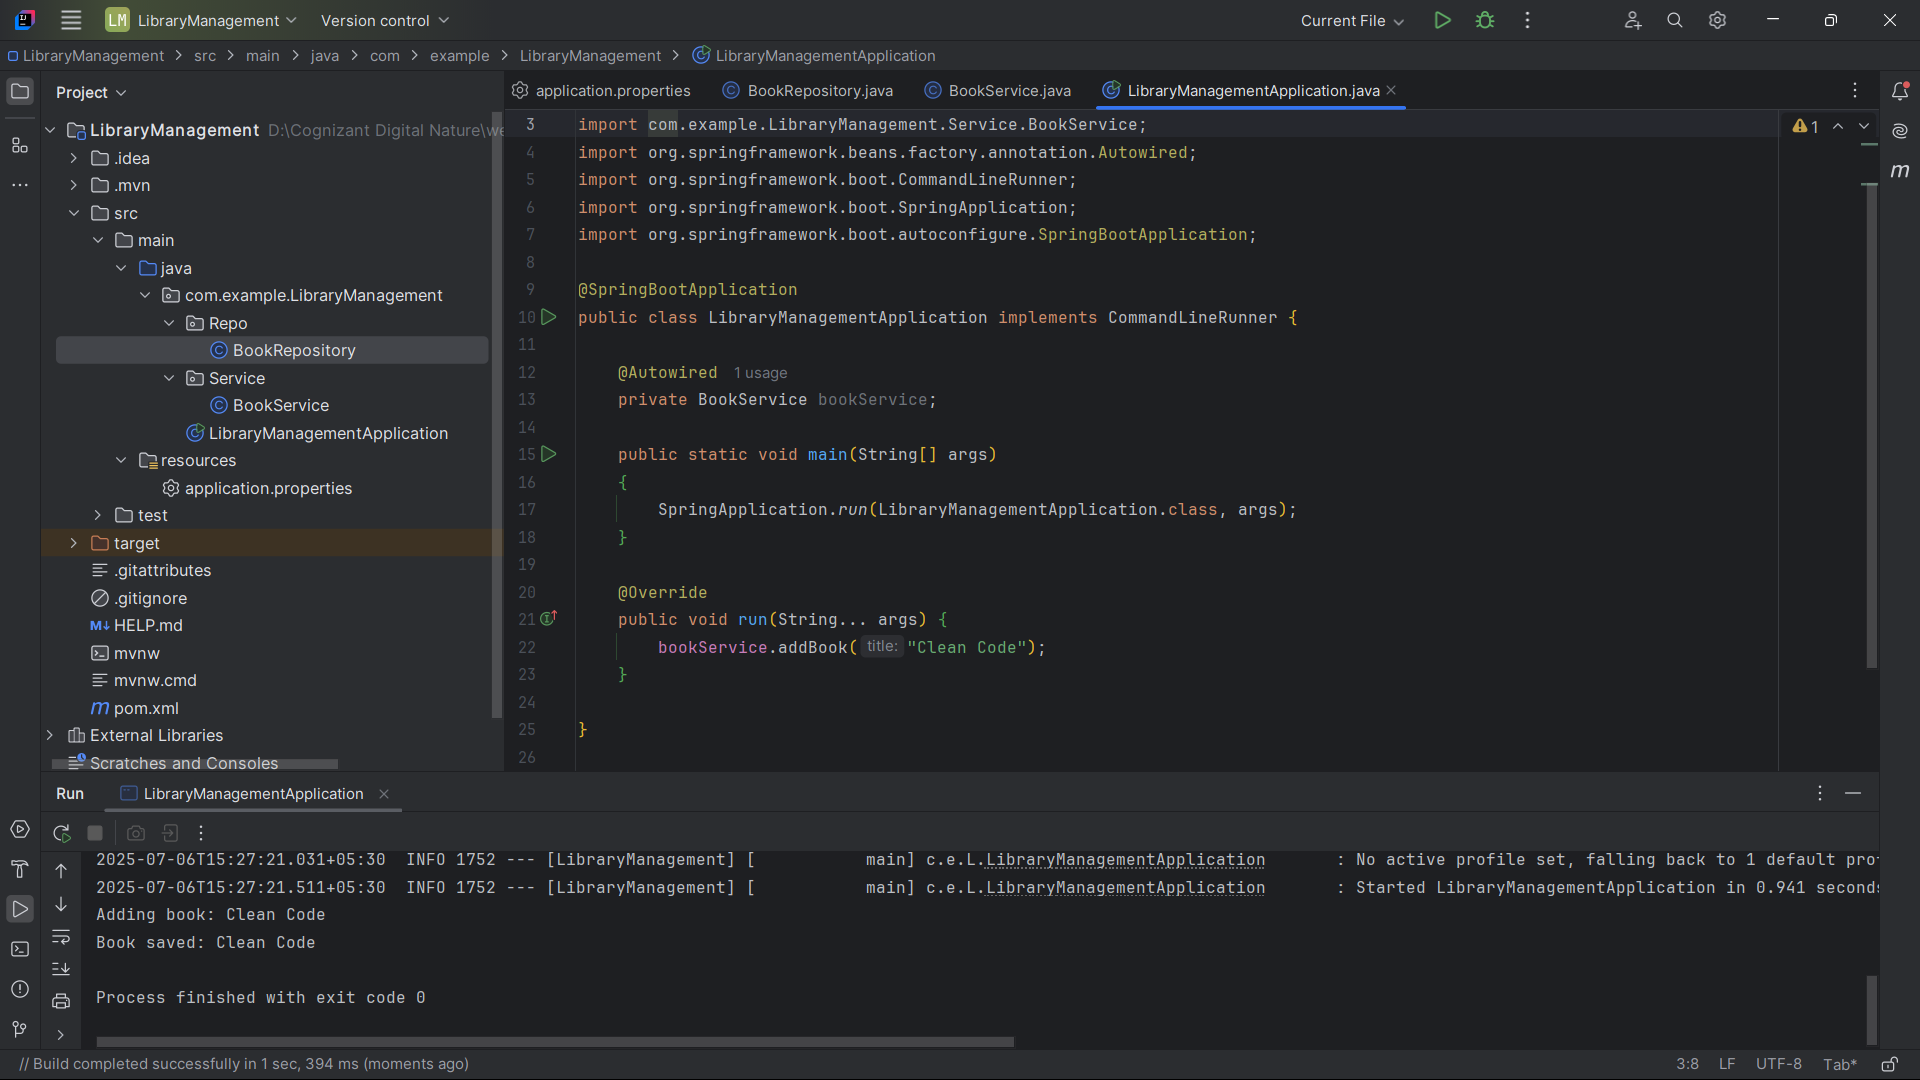 LM LibraryManagement Version control Current File
LibraryManagement src main java com example LibraryManagement LibraryManagementApplication
Project
application.properties BookRepository.java BookService.java LibraryManagementApplication.java
LibraryManagement D:\Cognizant Digital Nature\we
.idea
.mvn
src
main
java
com.example.LibraryManagement
Repo
BookRepository
Service
BookService
LibraryManagementApplication
resources
application.properties
test
target
.gitattributes
.gitignore
M↓ HELP.md
mvnw
mvnw.cmd
m pom.xml
External Libraries
Scratches and Consoles
3 import com.example.LibraryManagement.Service.BookService;
4 import org.springframework.beans.factory.annotation.Autowired;
5 import org.springframework.boot.CommandLineRunner;
6 import org.springframework.boot.SpringApplication;
7 import org.springframework.boot.autoconfigure.SpringBootApplication;
8
9 @SpringBootApplication
10 public class LibraryManagementApplication implements CommandLineRunner {
11
12 @Autowired 1 usage
13 private BookService bookService;
14
15 public static void main(String[] args)
16 {
17 SpringApplication.run(LibraryManagementApplication.class, args);
18 }
19
20 @Override
21 public void run(String... args) {
22 bookService.addBook( title: "Clean Code");
23 }
24
25 }
26
1
m
Run LibraryManagementApplication
2025-07-06T15:27:21.031+05:30 INFO 1752 --- [LibraryManagement] [ main] c.e.L.LibraryManagementApplication : No active profile set, falling back to 1 default pro
2025-07-06T15:27:21.511+05:30 INFO 1752 --- [LibraryManagement] [ main] c.e.L.LibraryManagementApplication : Started LibraryManagementApplication in 0.941 seconds
Adding book: Clean Code
Book saved: Clean Code
Process finished with exit code 0
// Build completed successfully in 1 sec, 394 ms (moments ago) 3:8 LF UTF-8 Tab*